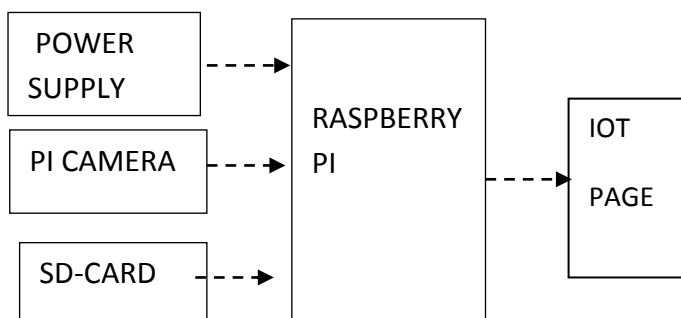 POWER
SUPPLY
PI CAMERA
SD-CARD
RASPBERRY
PI
IOT
PAGE